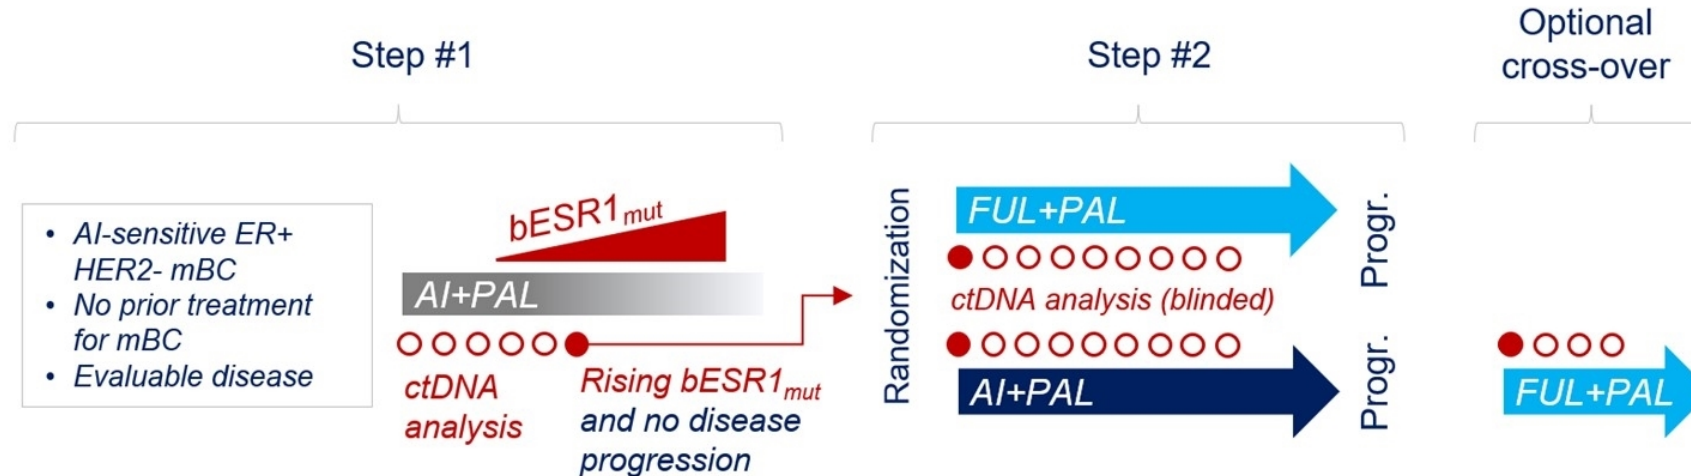 Step #1
Step #2
Optional
cross-over
• AI-sensitive ER+
HER2- mBC
• No prior treatment
for mBC
• Evaluable disease
bESR1mut
AI+PAL
ctDNA
analysis
Rising bESR1mut
and no disease
progression
Randomization
FUL+PAL
ctDNA analysis (blinded)
AI+PAL
Progr.
Progr.
FUL+PAL